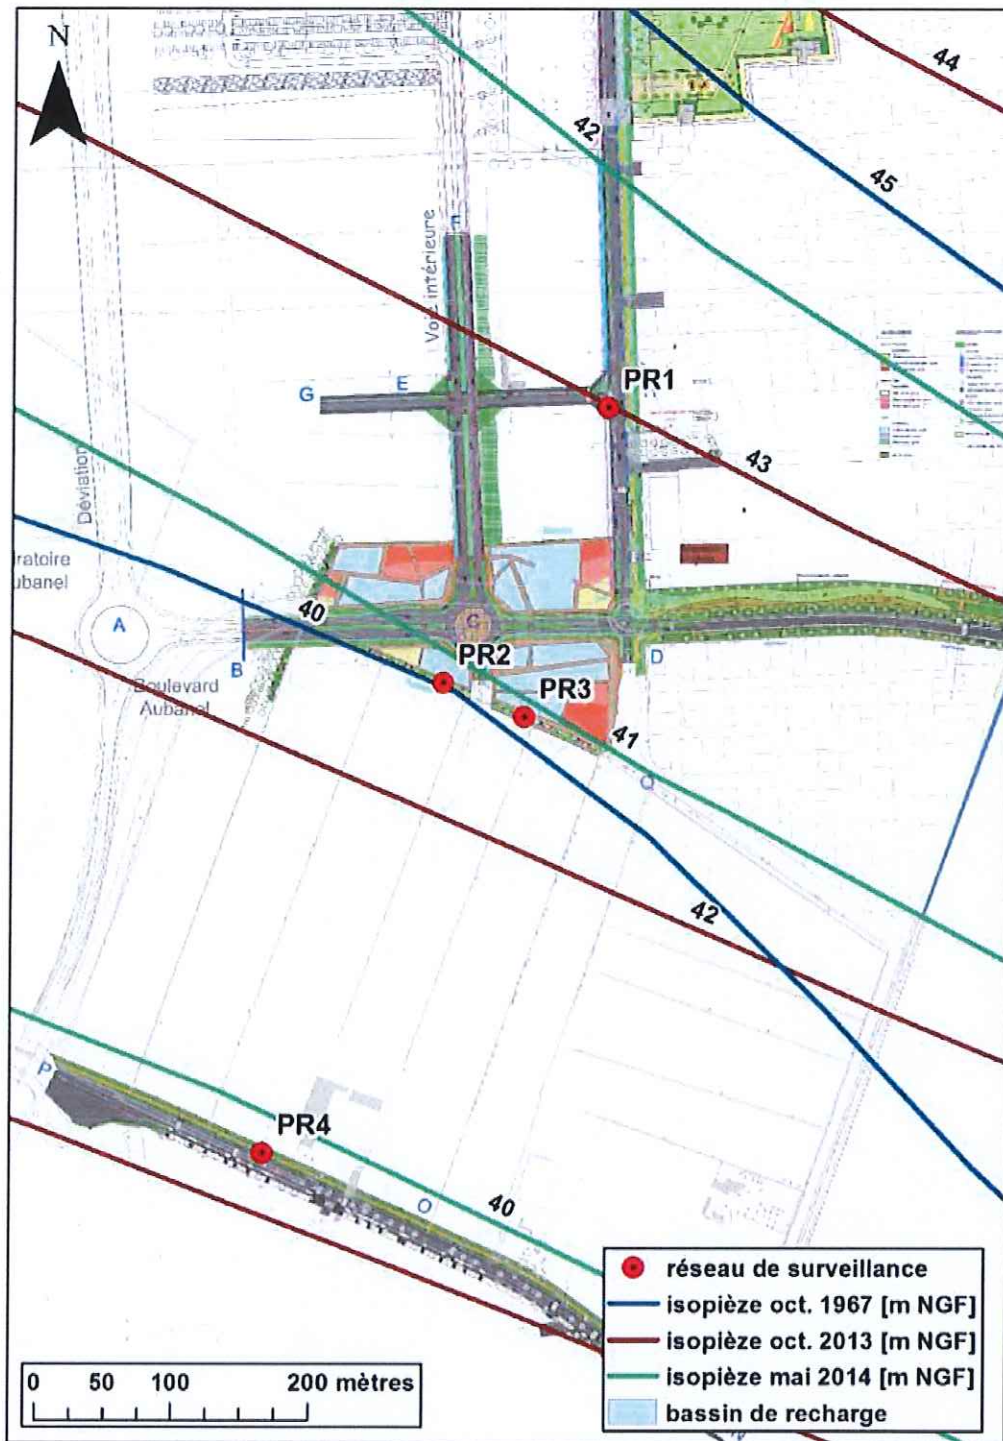 N
44
42
45
F
Voie intérieure
PR1
G
E
43
Déviation
ratoire
ubanel
40
A
G
PR2
D
B
Boulevard
Aubanel
PR3
41
Q
42
P
PR4
O
40
réseau de surveillance
isopièze oct. 1967 [m NGF]
isopièze oct. 2013 [m NGF]
isopièze mai 2014 [m NGF]
bassin de recharge
0 50 100 200 mètres